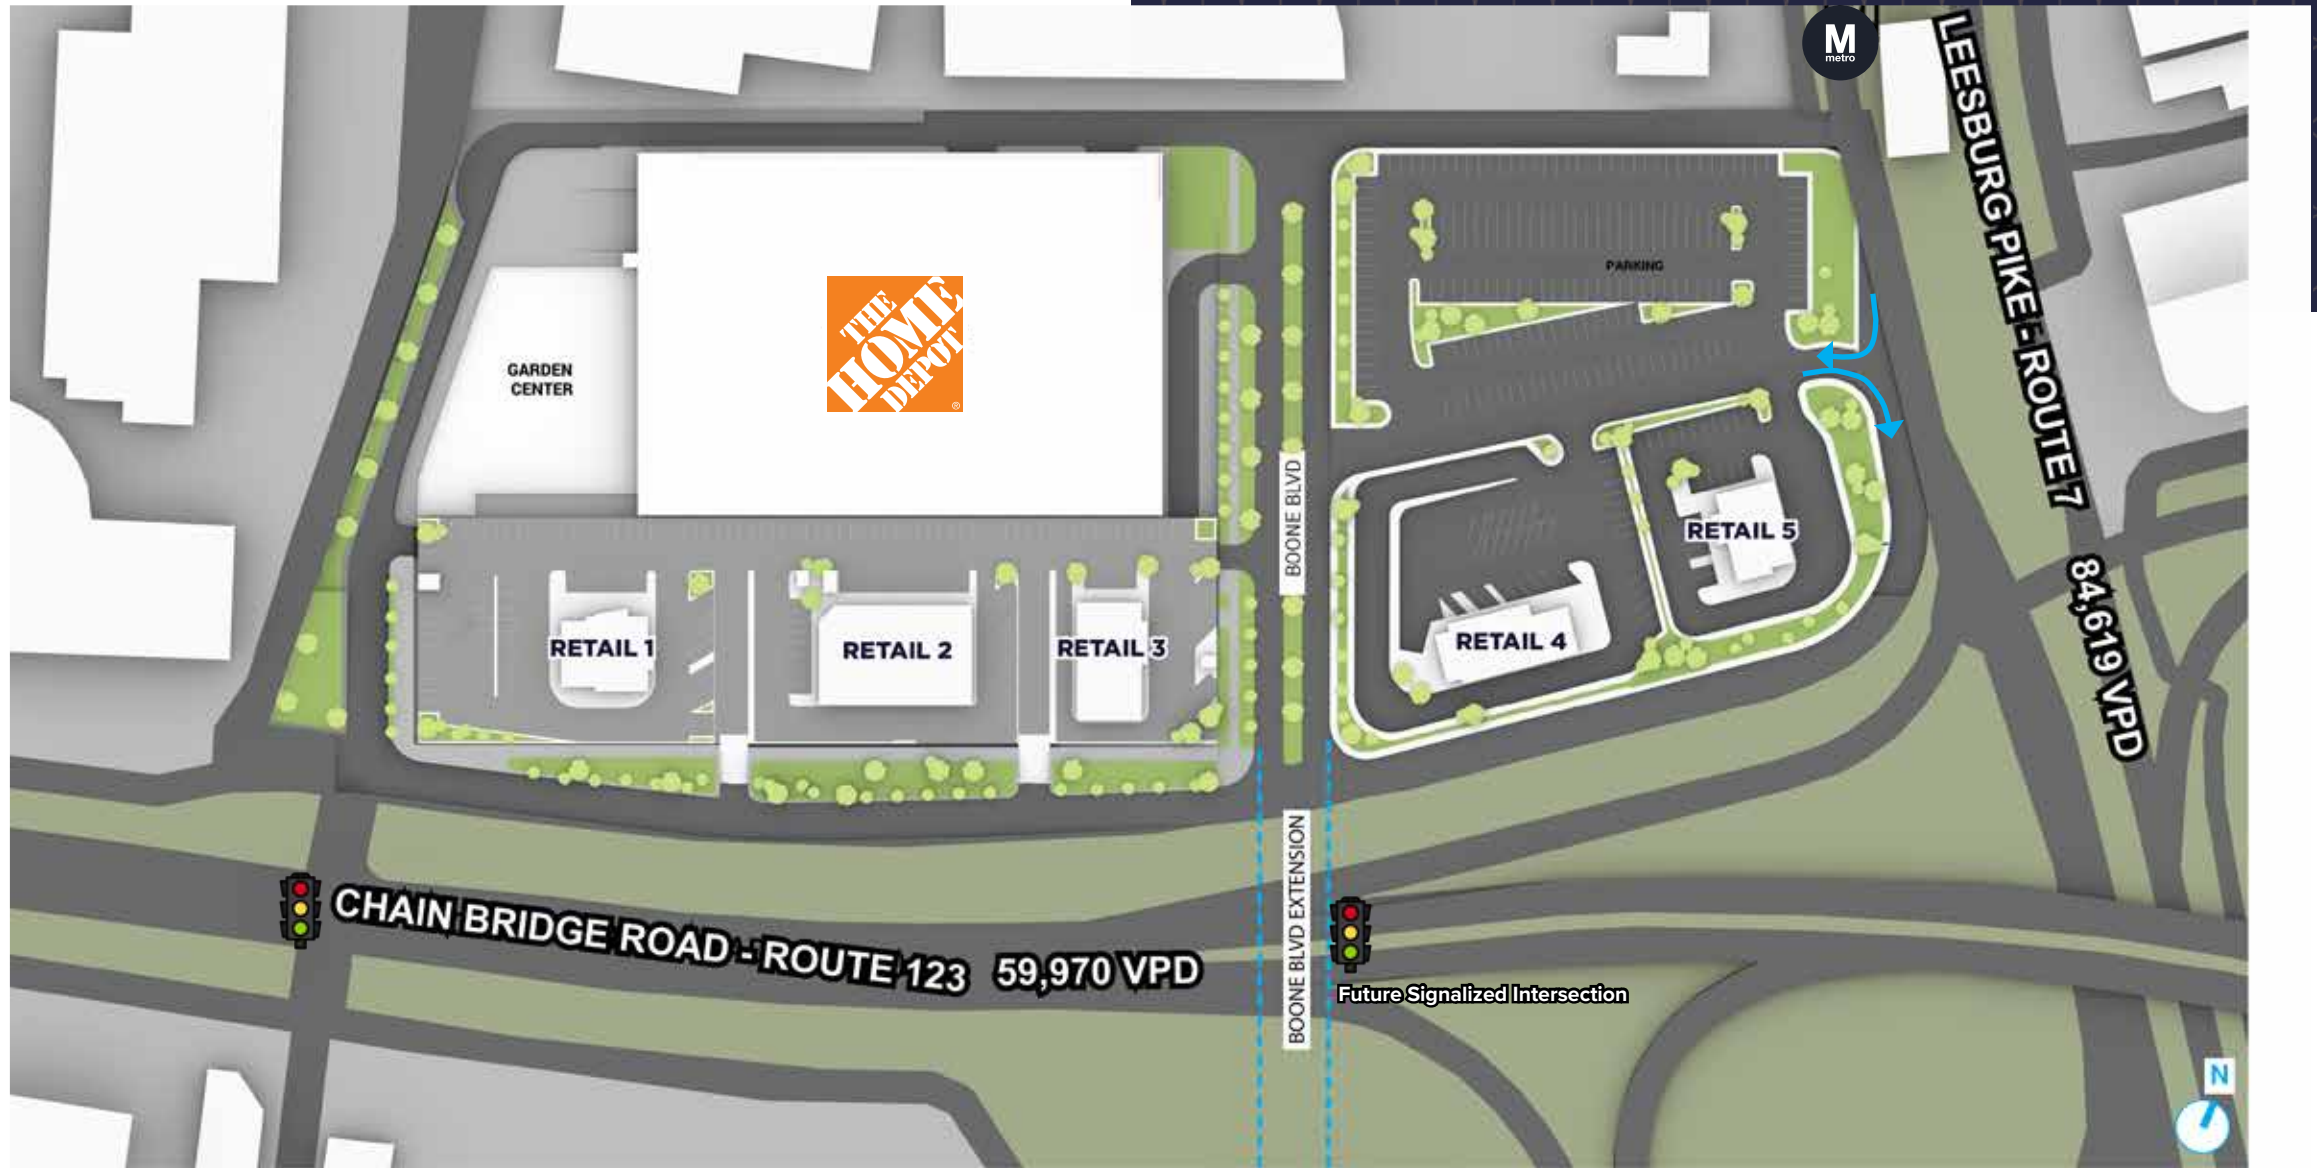 M
metro
LEESBURG PIKE - ROUTE 7 84,619 VPD
THE
HOME
DEPOT
®
PARKING
GARDEN
CENTER
BOONE BLVD
RETAIL 5
RETAIL 1
RETAIL 2
RETAIL 3
RETAIL 4
BOONE BLVD EXTENSION
CHAIN BRIDGE ROAD - ROUTE 123 59,970 VPD
Future Signalized Intersection
N